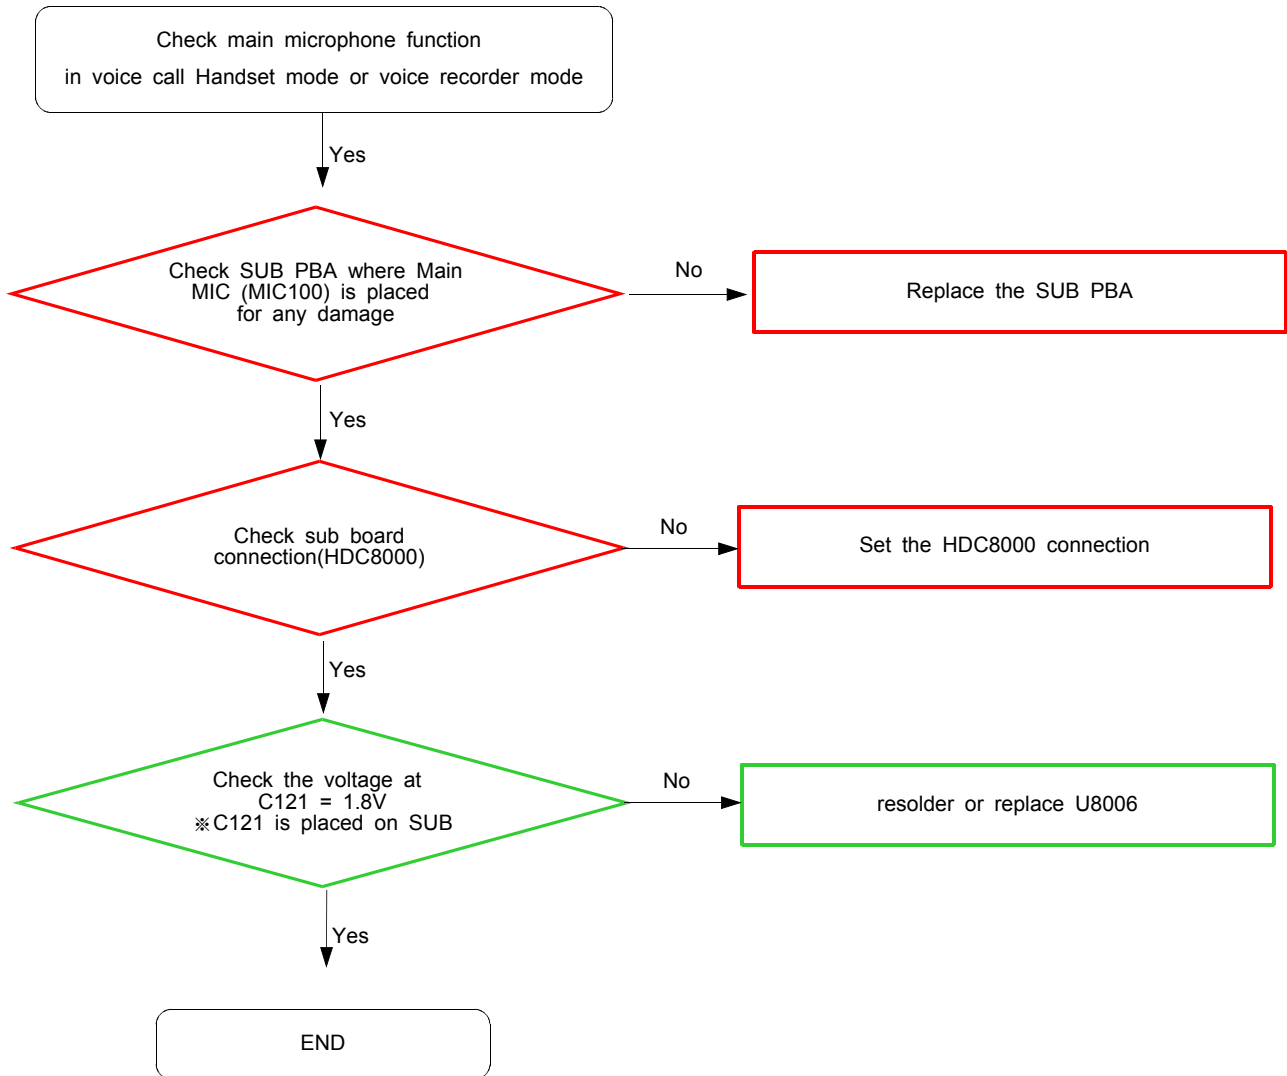 Check main microphone function
in voice call Handset mode or voice recorder mode
Yes
Check SUB PBA where Main
MIC (MIC100) is placed
for any damage
No
Replace the SUB PBA
Yes
Check sub board
connection(HDC8000)
No
Set the HDC8000 connection
Yes
Check the voltage at
C121 = 1.8V
※C121 is placed on SUB
No
resolder or replace U8006
Yes
END